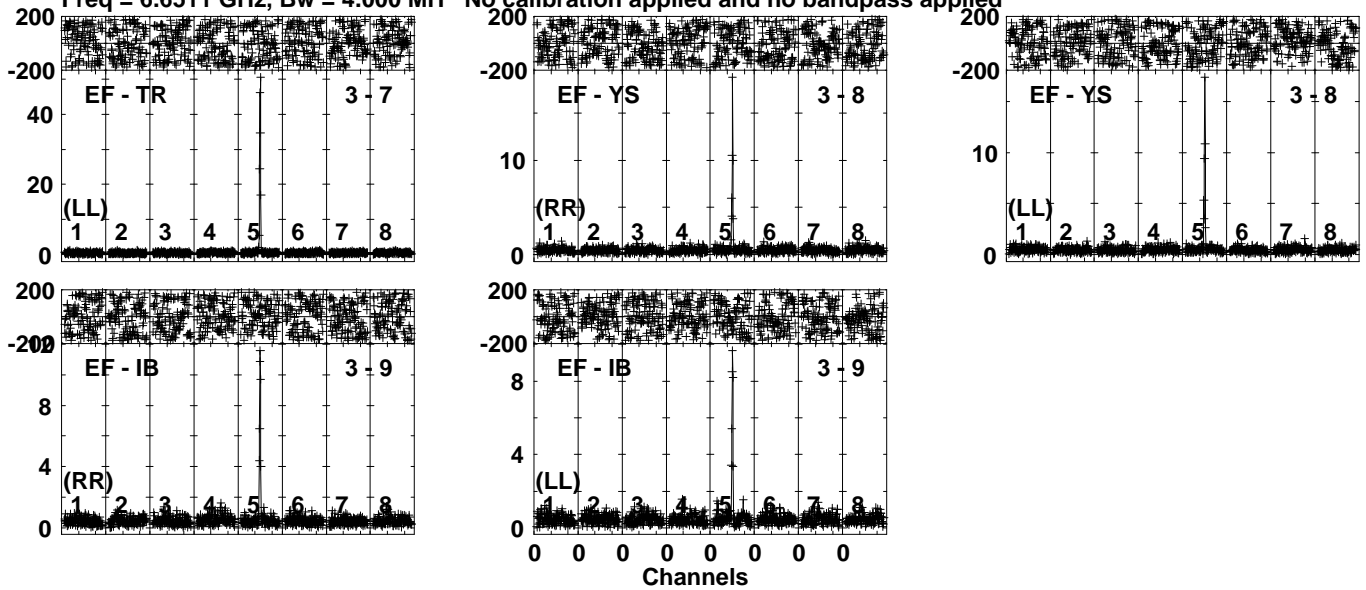 Freq = 6.6511 GHz, Bw = 4.000 MH No calibration applied and no bandpass applied
200
-200
EF - TR 3 - 7
40
20
0
(LL)
1 2 3 4 5 6 7 8
200
-200
EF - YS 3 - 8
10
0
(RR)
1 2 3 4 5 6 7 8
200
-200
EF - YS 3 - 8
10
0
(LL)
1 2 3 4 5 6 7 8
200
-200
12
EF - IB 3 - 9
8
4
0
(RR)
1 2 3 4 5 6 7 8
200
-200
EF - IB 3 - 9
8
4
0
(LL)
1 2 3 4 5 6 7 8
0 0 0 0 0 0 0 0
Channels